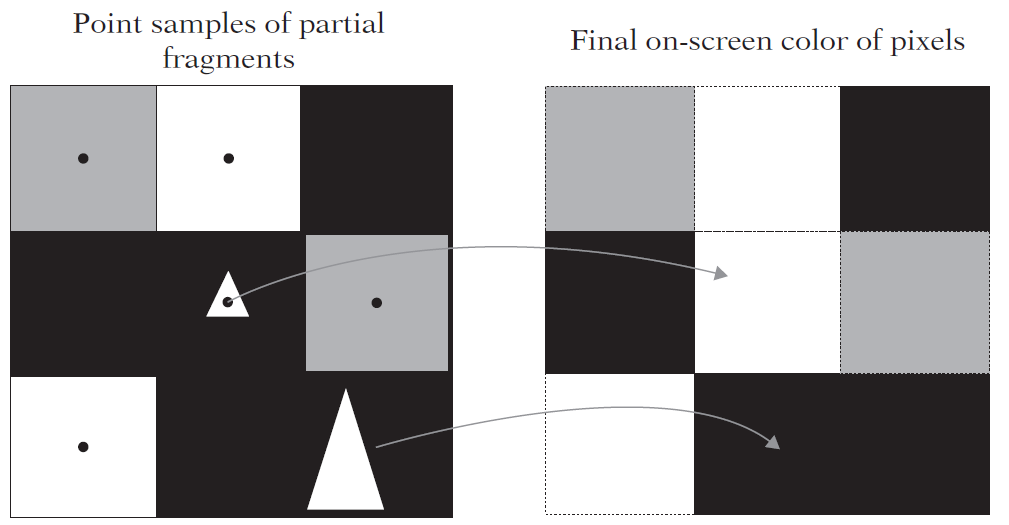 Point samples of partial
fragments
Final on-screen color of pixels